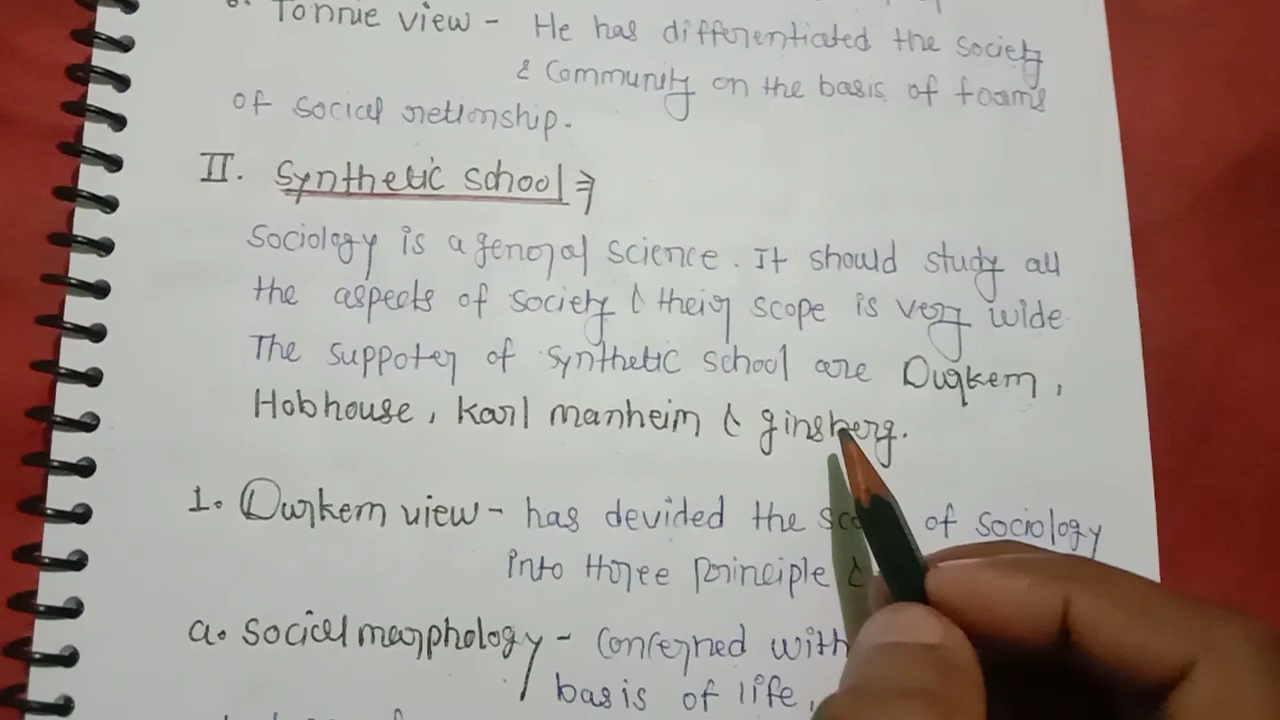 Tonnie view - He has differentiated the society
& Community on the basis of foams
of social reltionship.
II. Synthetic school ⇒
Sociology is a general science. It should study all
the aspects of society & their scope is very wide
The suppoter of synthetic school are Durkem,
Hobhouse, Karl manheim & ginsberg.
1. Durkem view - has devided the of sociology
into three principle &
a. social morphology - Concerned with
basis of life,